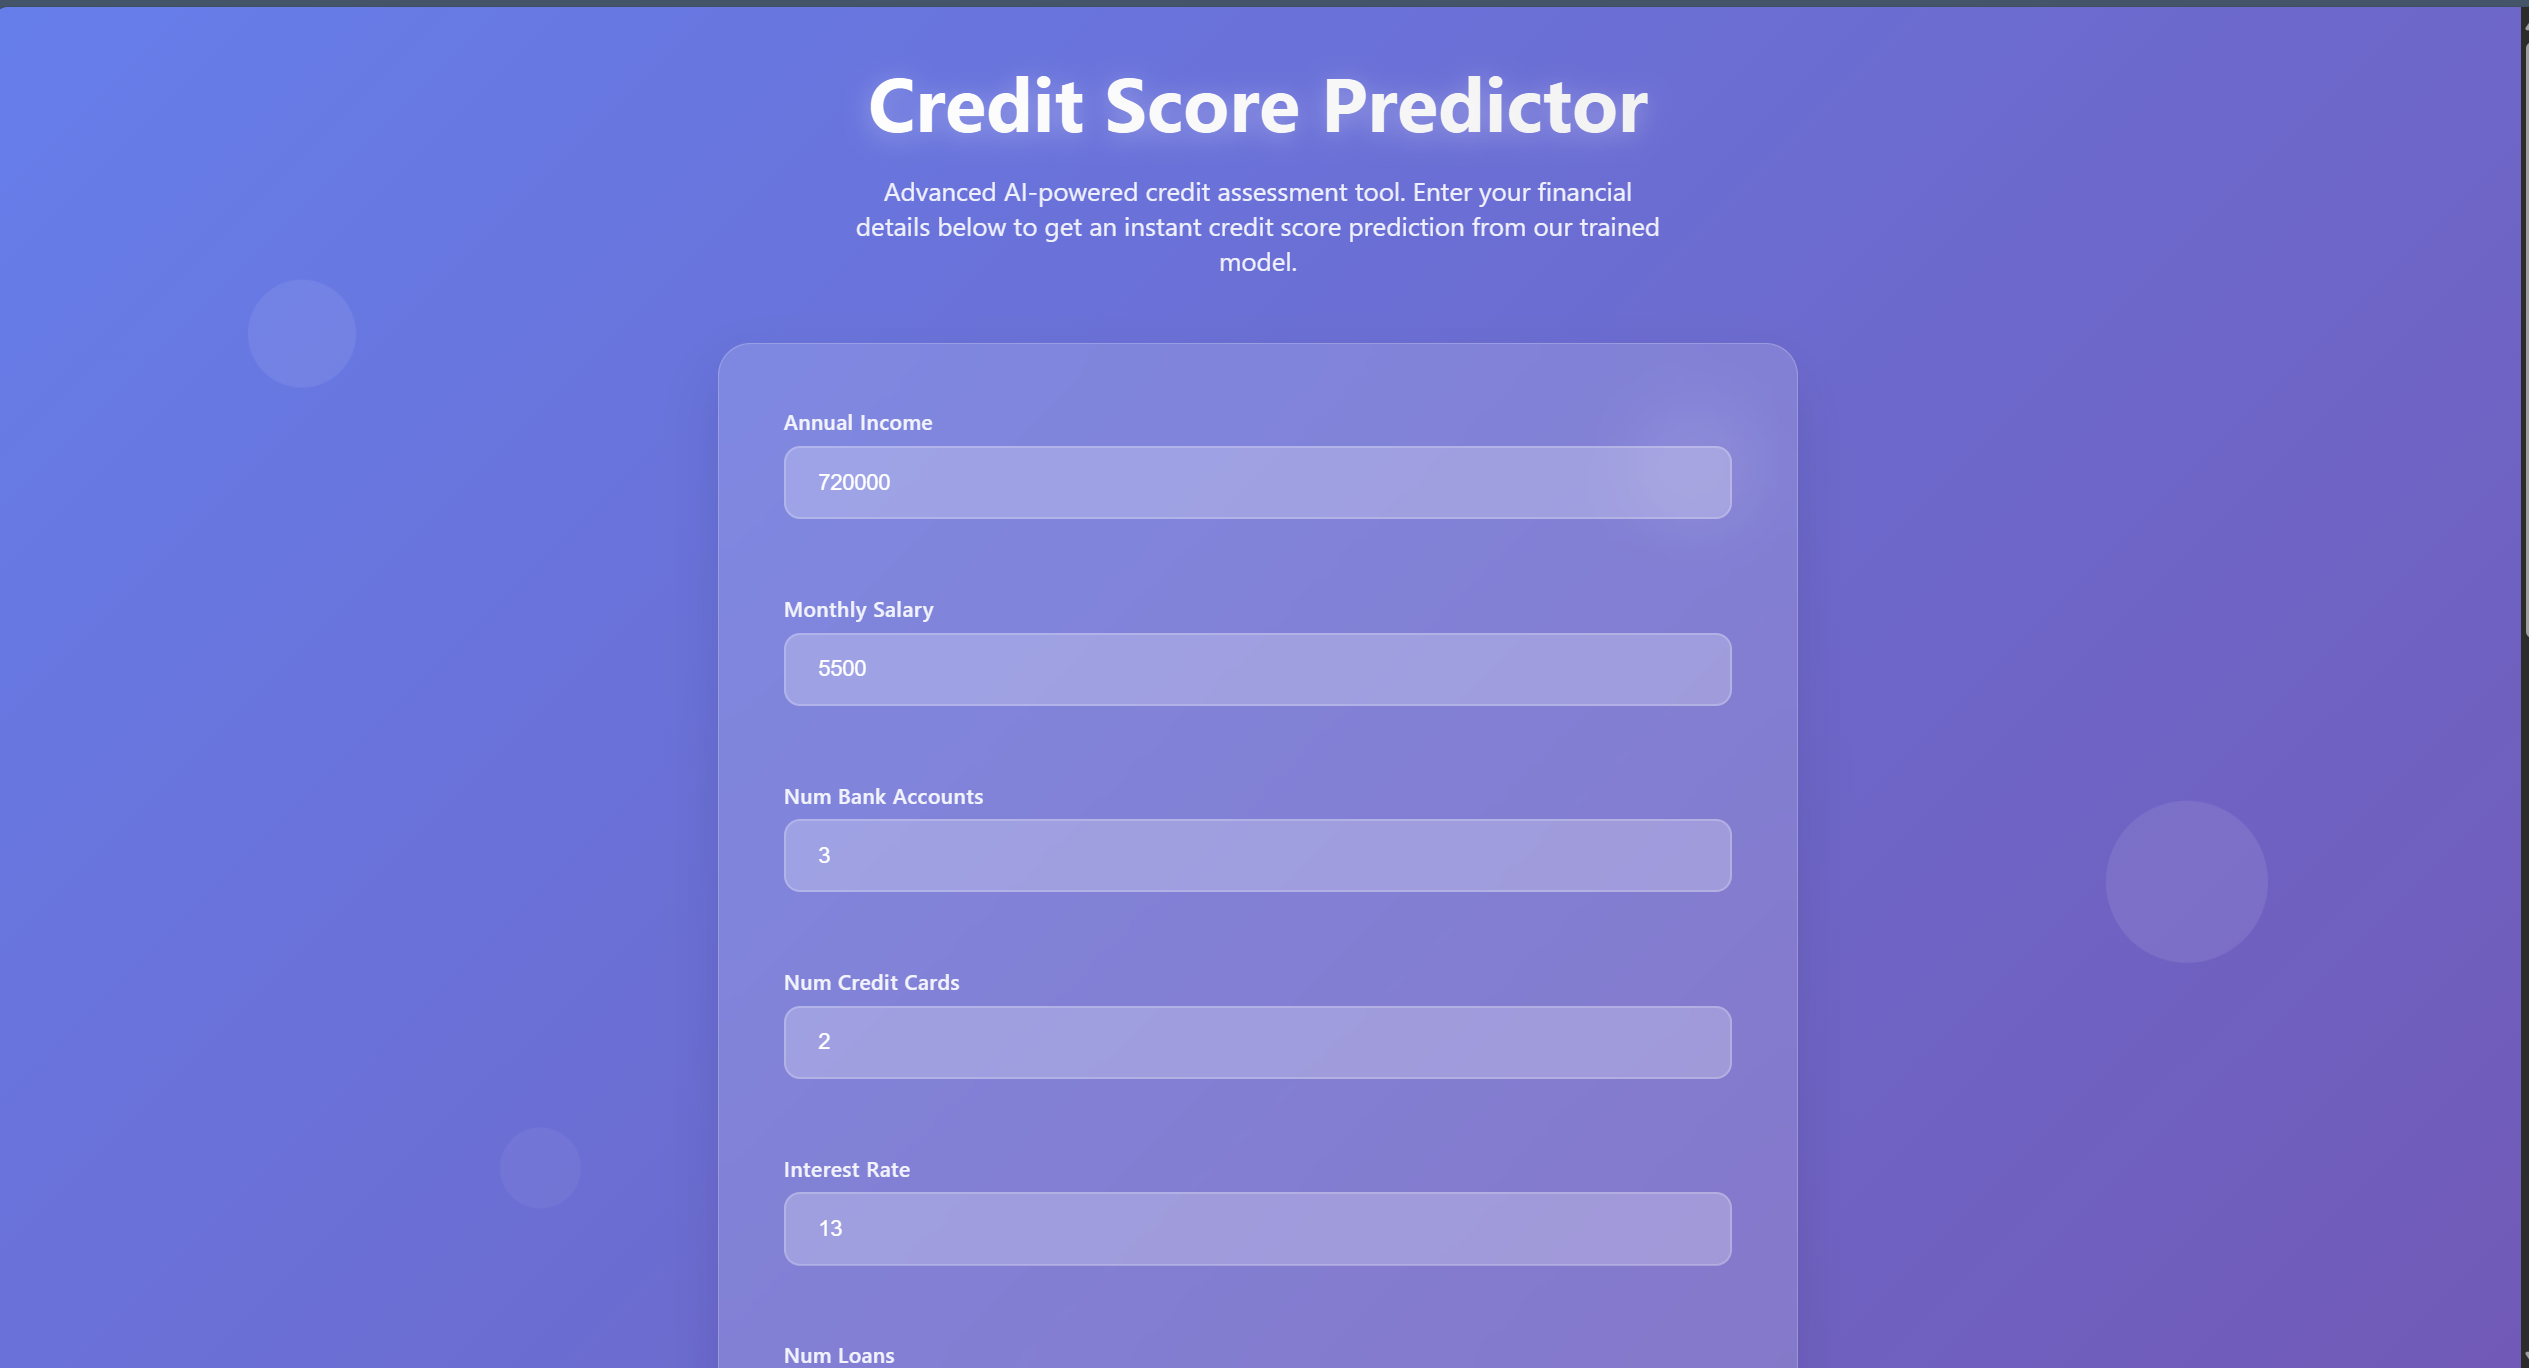 Credit Score Predictor
Advanced AI-powered credit assessment tool. Enter your financial
details below to get an instant credit score prediction from our trained
model.
Annual Income
720000
Monthly Salary
5500
Num Bank Accounts
3
Num Credit Cards
2
Interest Rate
13
Num Loans